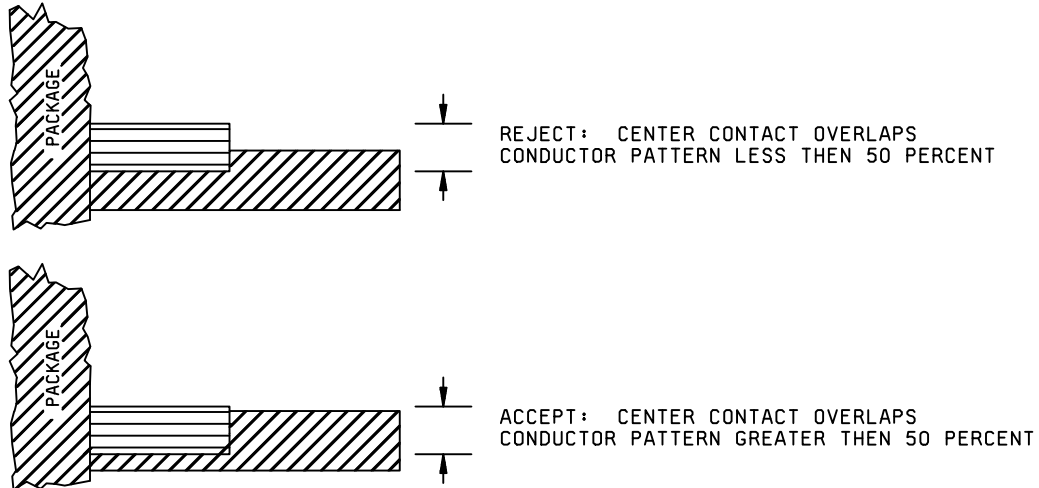 PACKAGE
REJECT: CENTER CONTACT OVERLAPS
CONDUCTOR PATTERN LESS THEN 50 PERCENT
PACKAGE
ACCEPT: CENTER CONTACT OVERLAPS
CONDUCTOR PATTERN GREATER THEN 50 PERCENT